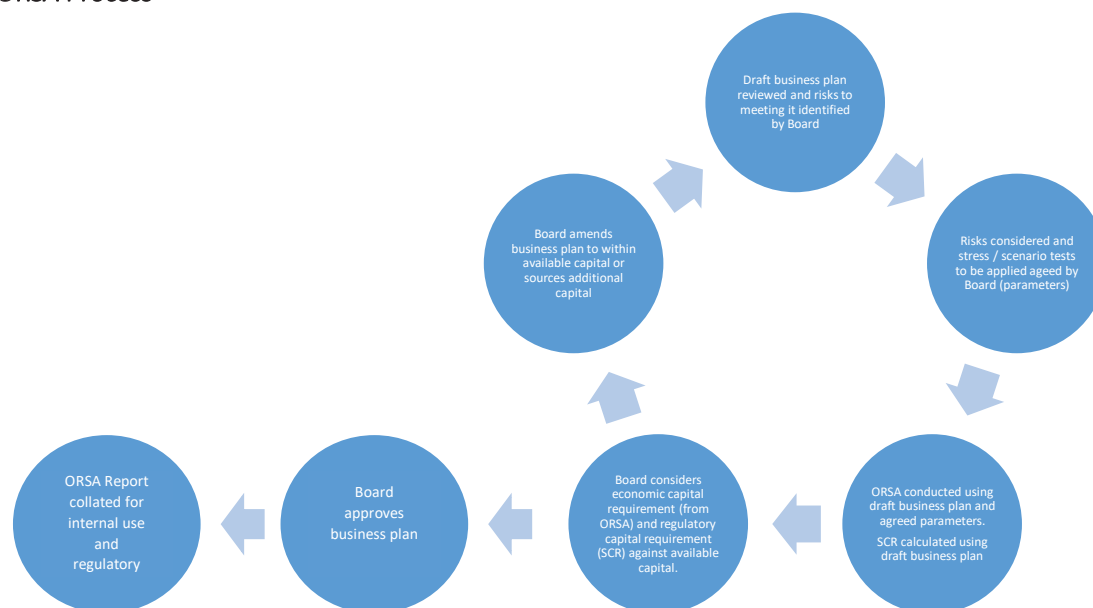 ORSA Process
Draft business plan
reviewed and risks to
meeting it identified
by Board
Risks considered and
stress / scenario tests
to be applied ageed by
Board (parameters)
ORSA conducted using
draft business plan and
agreed parameters.
SCR calculated using
draft business plan
Board considers
economic capital
requirement (from
ORSA) and regulatory
capital requirement
(SCR) against available
capital.
Board amends
business plan to within
available capital or
sources additional
capital
Board
approves
business plan
ORSA Report
collated for
internal use
and
regulatory